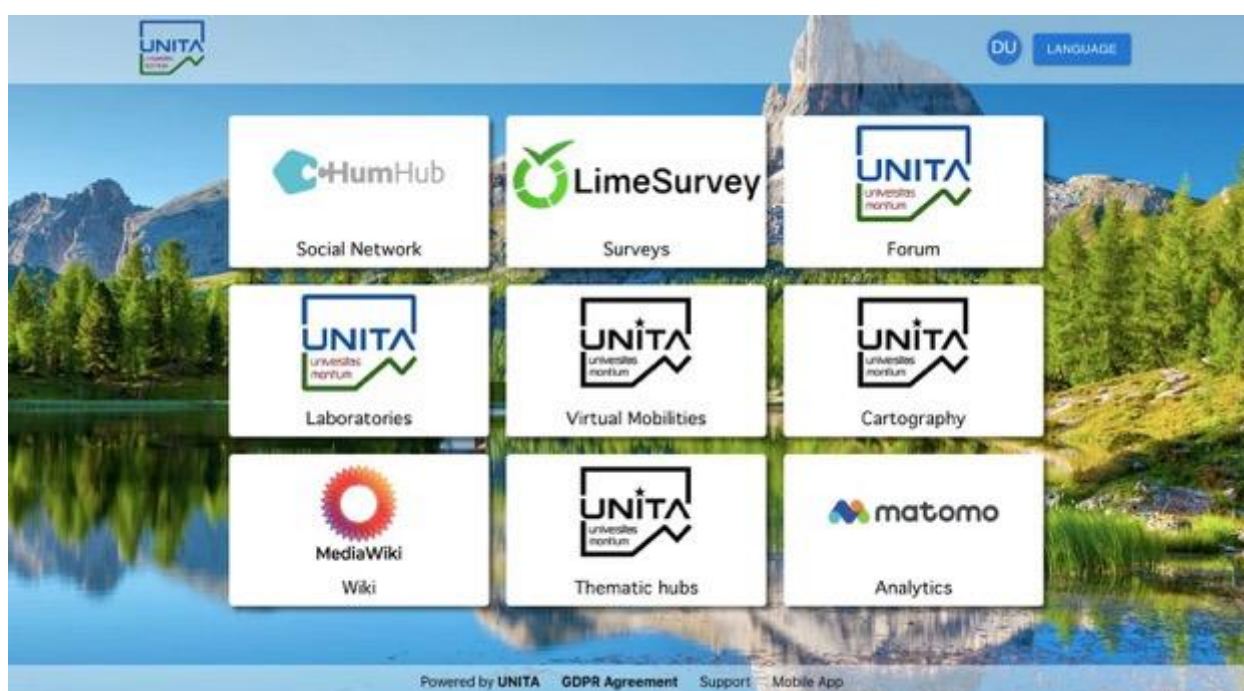 UNITA
universitas
montium
DU
LANGUAGE
HumHub
Social Network
LimeSurvey
Surveys
UNITA
universitas
montium
Forum
UNITA
universitas
montium
Laboratories
UNITA
universitas
montium
Virtual Mobilities
UNITA
universitas
montium
Cartography
MediaWiki
Wiki
UNITA
universitas
montium
Thematic hubs
matomo
Analytics
Powered by UNITA GDPR Agreement Support Mobile App